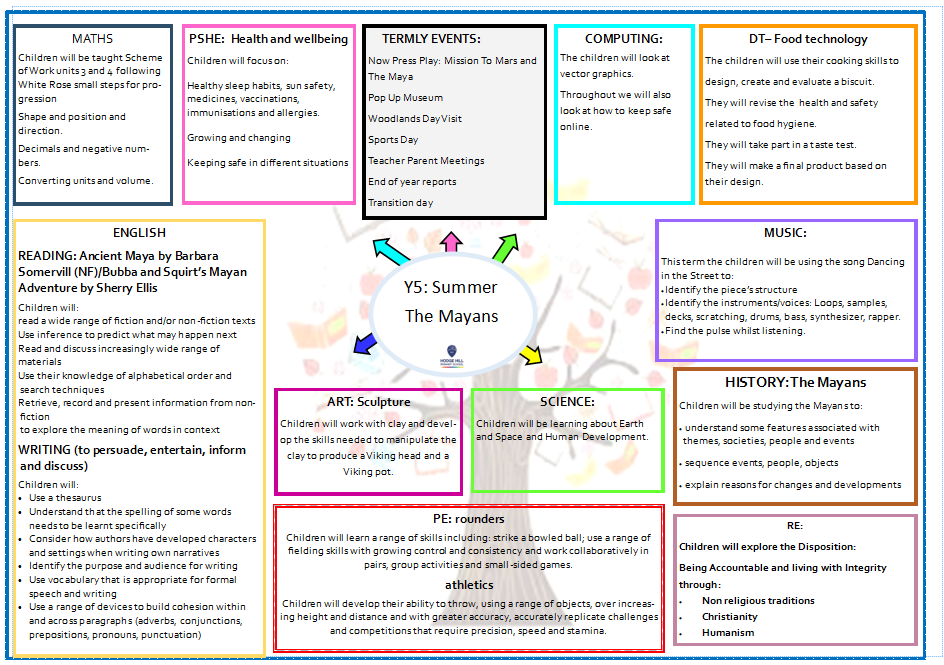 MATHS
Children will be taught Scheme
of Work units 3 and 4 following
White Rose small steps for pro-
gression
Shape and position and
direction.
Decimals and negative num-
bers.
Converting units and volume.
PSHE: Health and wellbeing
Children will focus on:
Healthy sleep habits, sun safety,
medicines, vaccinations,
immunisations and allergies.
Growing and changing
Keeping safe in different situations
TERMLY EVENTS:
Now Press Play: Mission To Mars and
The Maya
Pop Up Museum
Woodlands Day Visit
Sports Day
Teacher Parent Meetings
End of year reports
Transition day
COMPUTING:
The children will look at
vector graphics.
Throughout we will also
look at how to keep safe
online.
DT– Food technology
The children will use their cooking skills to
design, create and evaluate a biscuit.
They will revise the health and safety
related to food hygiene.
They will take part in a taste test.
They will make a final product based on
their design.
ENGLISH
READING: Ancient Maya by Barbara
Somervill (NF)/Bubba and Squirt's Mayan
Adventure by Sherry Ellis
Children will:
read a wide range of fiction and/or non-fiction texts
Use inference to predict what may happen next
Read and discuss increasingly wide range of
materials
Use their knowledge of alphabetical order and
search techniques
Retrieve, record and present information from non-
fiction
to explore the meaning of words in context
WRITING (to persuade, entertain, inform
and discuss)
Children will:
• Use a thesaurus
• Understand that the spelling of some words
needs to be learnt specifically
• Consider how authors have developed characters
and settings when writing own narratives
• Identify the purpose and audience for writing
• Use vocabulary that is appropriate for formal
speech and writing
• Use a range of devices to build cohesion within
and across paragraphs (adverbs, conjunctions,
prepositions, pronouns, punctuation)
Y5: Summer
The Mayans
HODGE HILL
MUSIC:
This term the children will be using the song Dancing
in the Street to:
• Identify the piece's structure
• Identify the instruments/voices: Loops, samples,
decks, scratching, drums, bass, synthesizer, rapper.
• Find the pulse whilst listening.
ART: Sculpture
Children will work with clay and devel-
op the skills needed to manipulate the
clay to produce a Viking head and a
Viking pot.
SCIENCE:
Children will be learning about Earth
and Space and Human Development.
HISTORY: The Mayans
Children will be studying the Mayans to:
• understand some features associated with
themes, societies, people and events
• sequence events, people, objects
• explain reasons for changes and developments
PE: rounders
Children will learn a range of skills including: strike a bowled ball; use a range of
fielding skills with growing control and consistency and work collaboratively in
pairs, group activities and small -sided games.
athletics
Children will develop their ability to throw, using a range of objects, over increas-
ing height and distance and with greater accuracy, accurately replicate challenges
and competitions that require precision, speed and stamina.
RE:
Children will explore the Disposition:
Being Accountable and living with Integrity
through:
• Non religious traditions
• Christianity
• Humanism